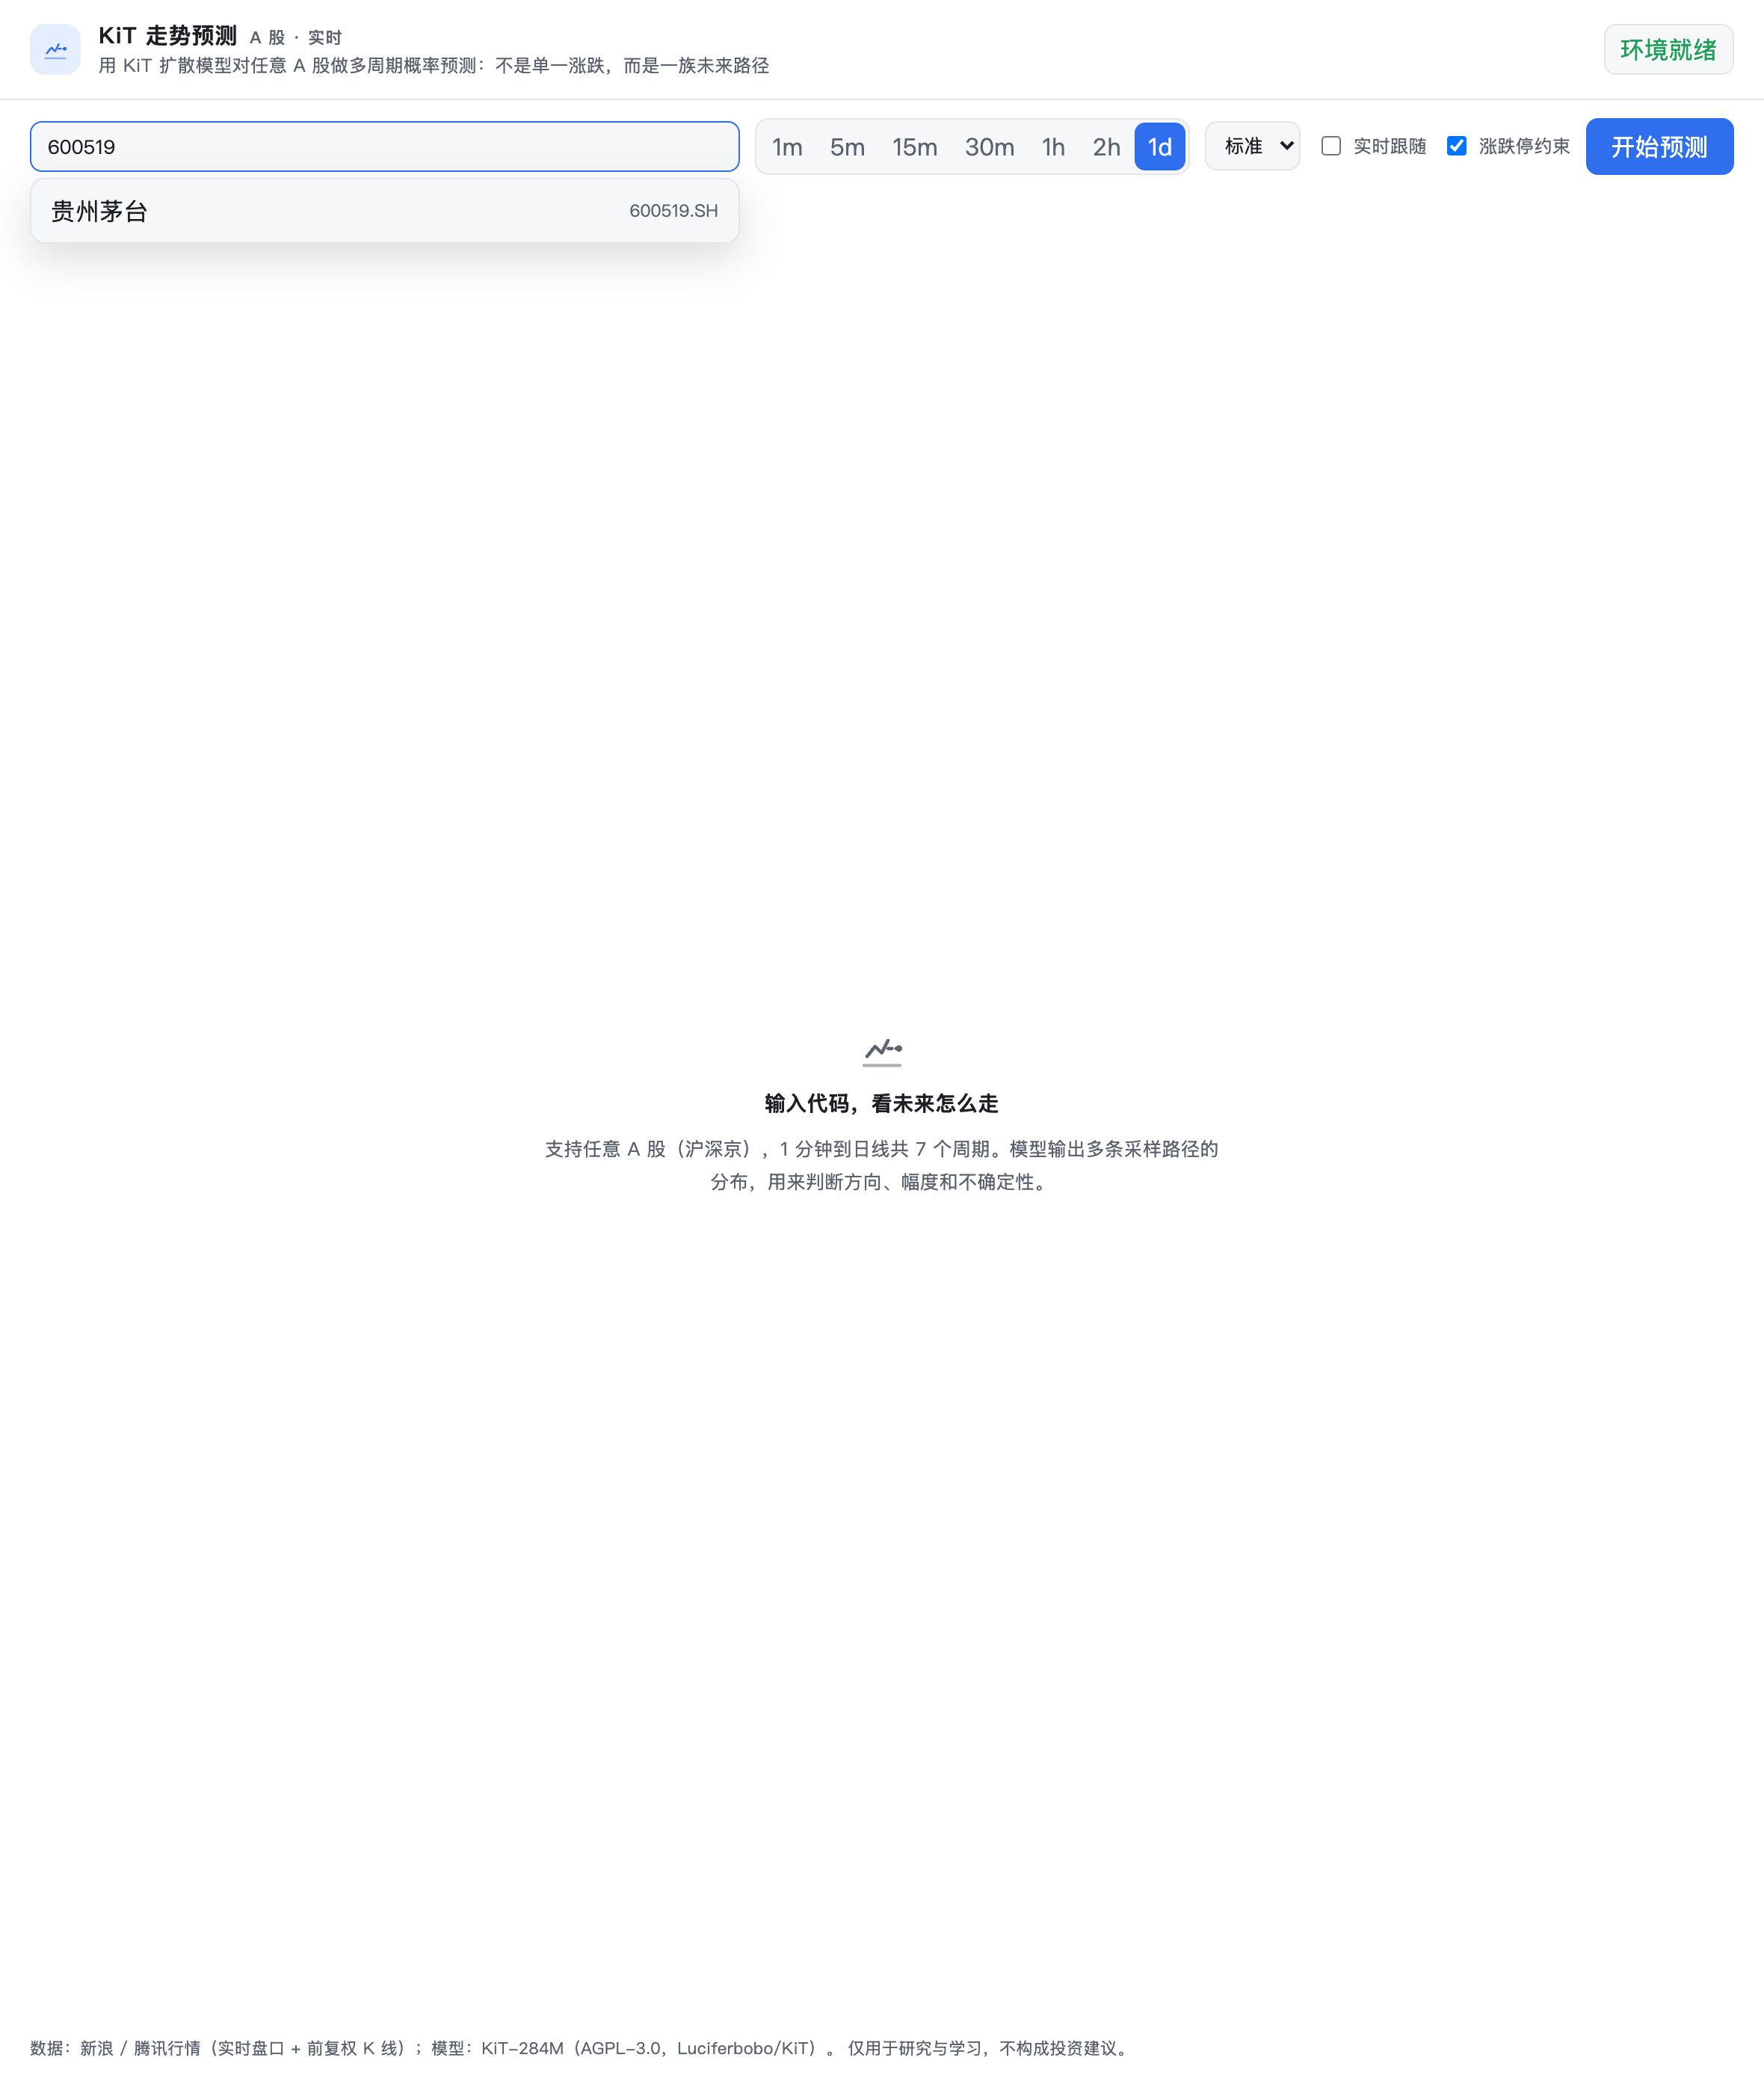 KiT 走势预测 A 股 · 实时
用 KiT 扩散模型对任意 A 股做多周期概率预测：不是单一涨跌，而是一族未来路径
环境就绪
600519
1m 5m 15m 30m 1h 2h 1d
标准
实时跟随
涨跌停约束
开始预测
贵州茅台 600519.SH
输入代码，看未来怎么走
支持任意 A 股（沪深京），1 分钟到日线共 7 个周期。模型输出多条采样路径的
分布，用来判断方向、幅度和不确定性。
数据：新浪 / 腾讯行情（实时盘口 + 前复权 K 线）；模型：KiT-284M（AGPL-3.0，Luciferbobo/KiT）。 仅用于研究与学习，不构成投资建议。